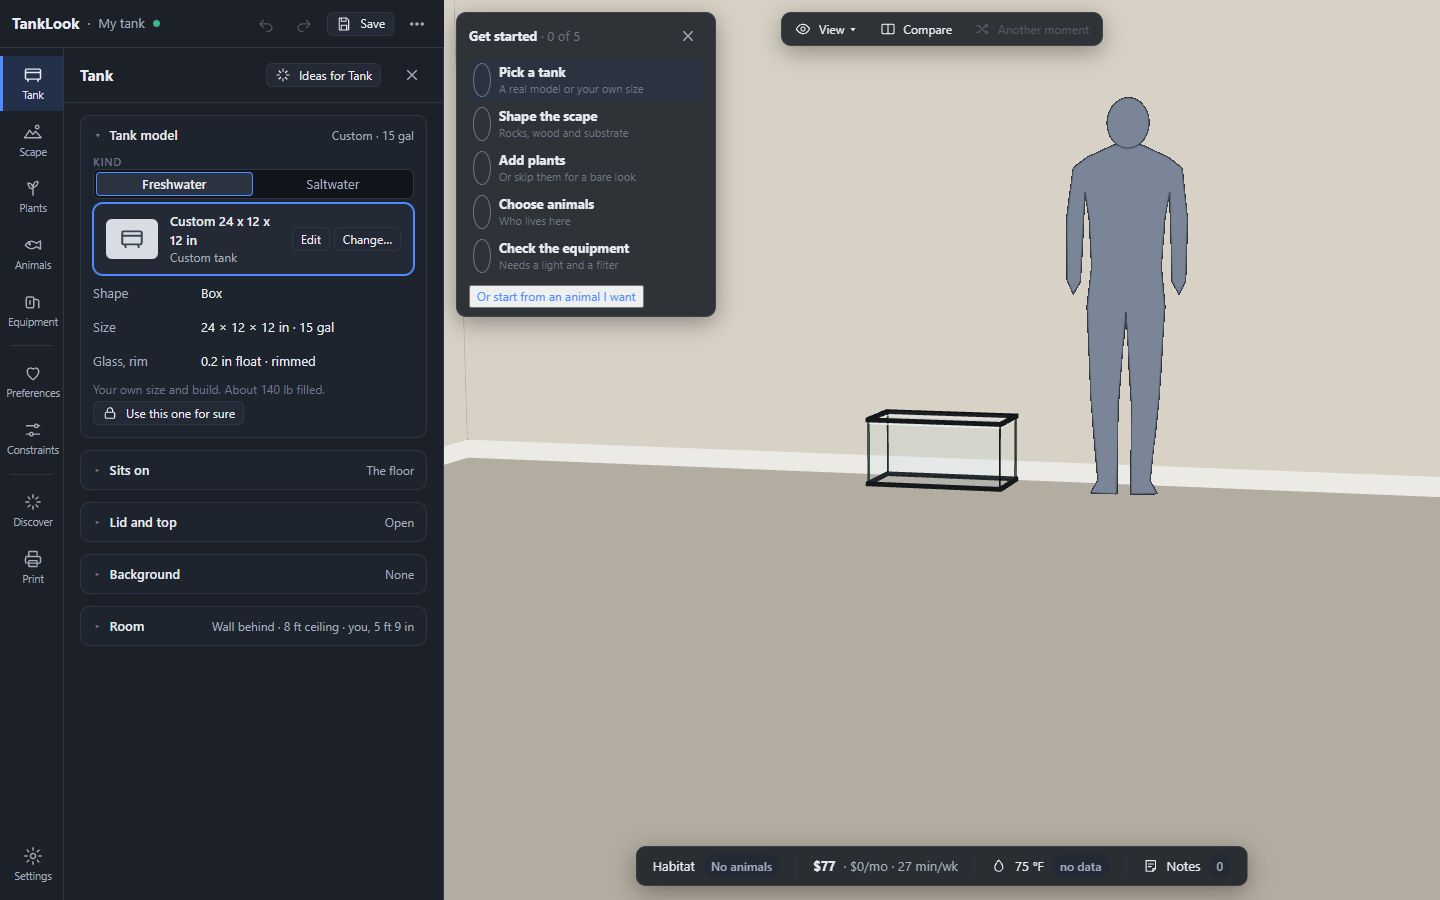 TankLook · My tank
Save
Tank
Scape
Plants
Animals
Equipment
Preferences
Constraints
Discover
Print
Settings
Tank
Ideas for Tank
Tank model
Custom · 15 gal
KIND
Freshwater
Saltwater
Custom 24 x 12 x
12 in
Custom tank
Edit
Change...
Shape
Box
Size
24 × 12 × 12 in · 15 gal
Glass, rim
0.2 in float · rimmed
Your own size and build. About 140 lb filled.
Use this one for sure
Sits on
The floor
Lid and top
Open
Background
None
Room
Wall behind · 8 ft ceiling · you, 5 ft 9 in
Get started · 0 of 5
Pick a tank
A real model or your own size
Shape the scape
Rocks, wood and substrate
Add plants
Or skip them for a bare look
Choose animals
Who lives here
Check the equipment
Needs a light and a filter
Or start from an animal I want
View
Compare
Another moment
Habitat
No animals
$77 · $0/mo · 27 min/wk
75 °F
no data
Notes
0